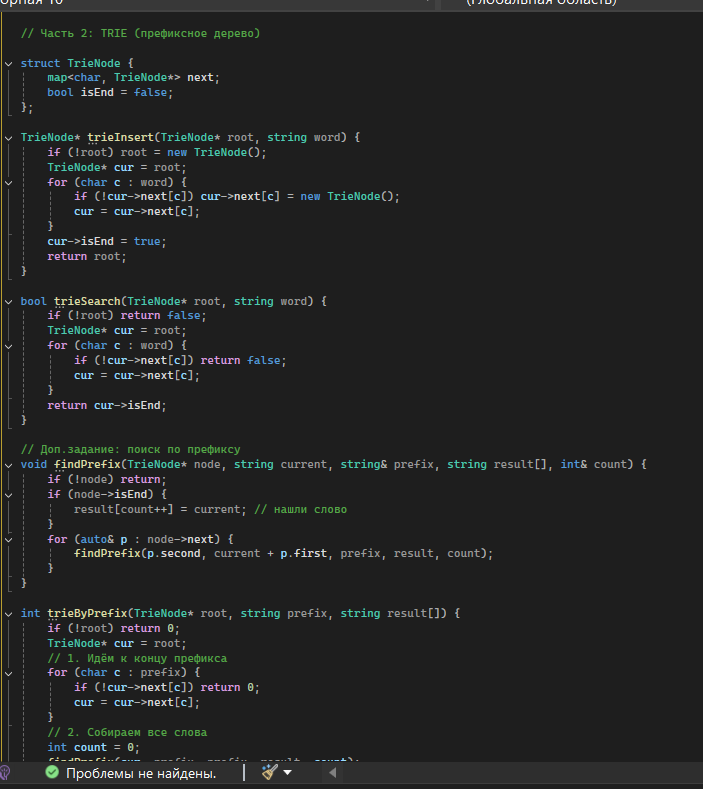 (Глобальная область)
// Часть 2: TRIE (префиксное дерево)
struct TrieNode {
    map<char, TrieNode*> next;
    bool isEnd = false;
};
TrieNode* trieInsert(TrieNode* root, string word) {
    if (!root) root = new TrieNode();
    TrieNode* cur = root;
    for (char c : word) {
        if (!cur->next[c]) cur->next[c] = new TrieNode();
        cur = cur->next[c];
    }
    cur->isEnd = true;
    return root;
}
bool trieSearch(TrieNode* root, string word) {
    if (!root) return false;
    TrieNode* cur = root;
    for (char c : word) {
        if (!cur->next[c]) return false;
        cur = cur->next[c];
    }
    return cur->isEnd;
}
// Доп.задание: поиск по префиксу
void findPrefix(TrieNode* node, string current, string& prefix, string result[], int& count) {
    if (!node) return;
    if (node->isEnd) {
        result[count++] = current; // нашли слово
    }
    for (auto& p : node->next) {
        findPrefix(p.second, current + p.first, prefix, result, count);
    }
}
int trieByPrefix(TrieNode* root, string prefix, string result[]) {
    if (!root) return 0;
    TrieNode* cur = root;
    // 1. Идём к концу префикса
    for (char c : prefix) {
        if (!cur->next[c]) return 0;
        cur = cur->next[c];
    }
    // 2. Собираем все слова
    int count = 0;
    findPrefix(cur, prefix, prefix, result, count);
Проблемы не найдены.